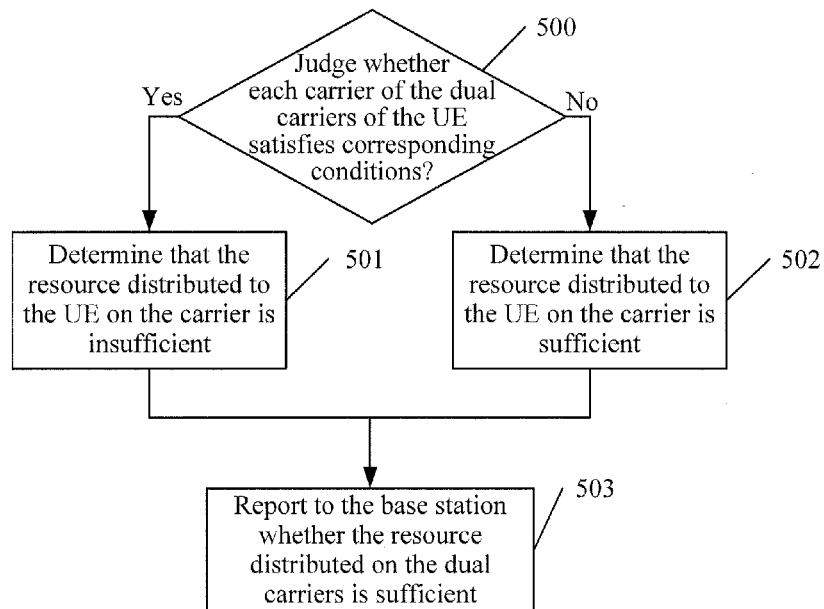 500
Judge whether
each carrier of the dual
carriers of the UE
satisfies corresponding
conditions?
Yes
No
Determine that the
resource distributed to
the UE on the carrier is
insufficient
501
Determine that the
resource distributed to
the UE on the carrier is
sufficient
502
503
Report to the base station
whether the resource
distributed on the dual
carriers is sufficient